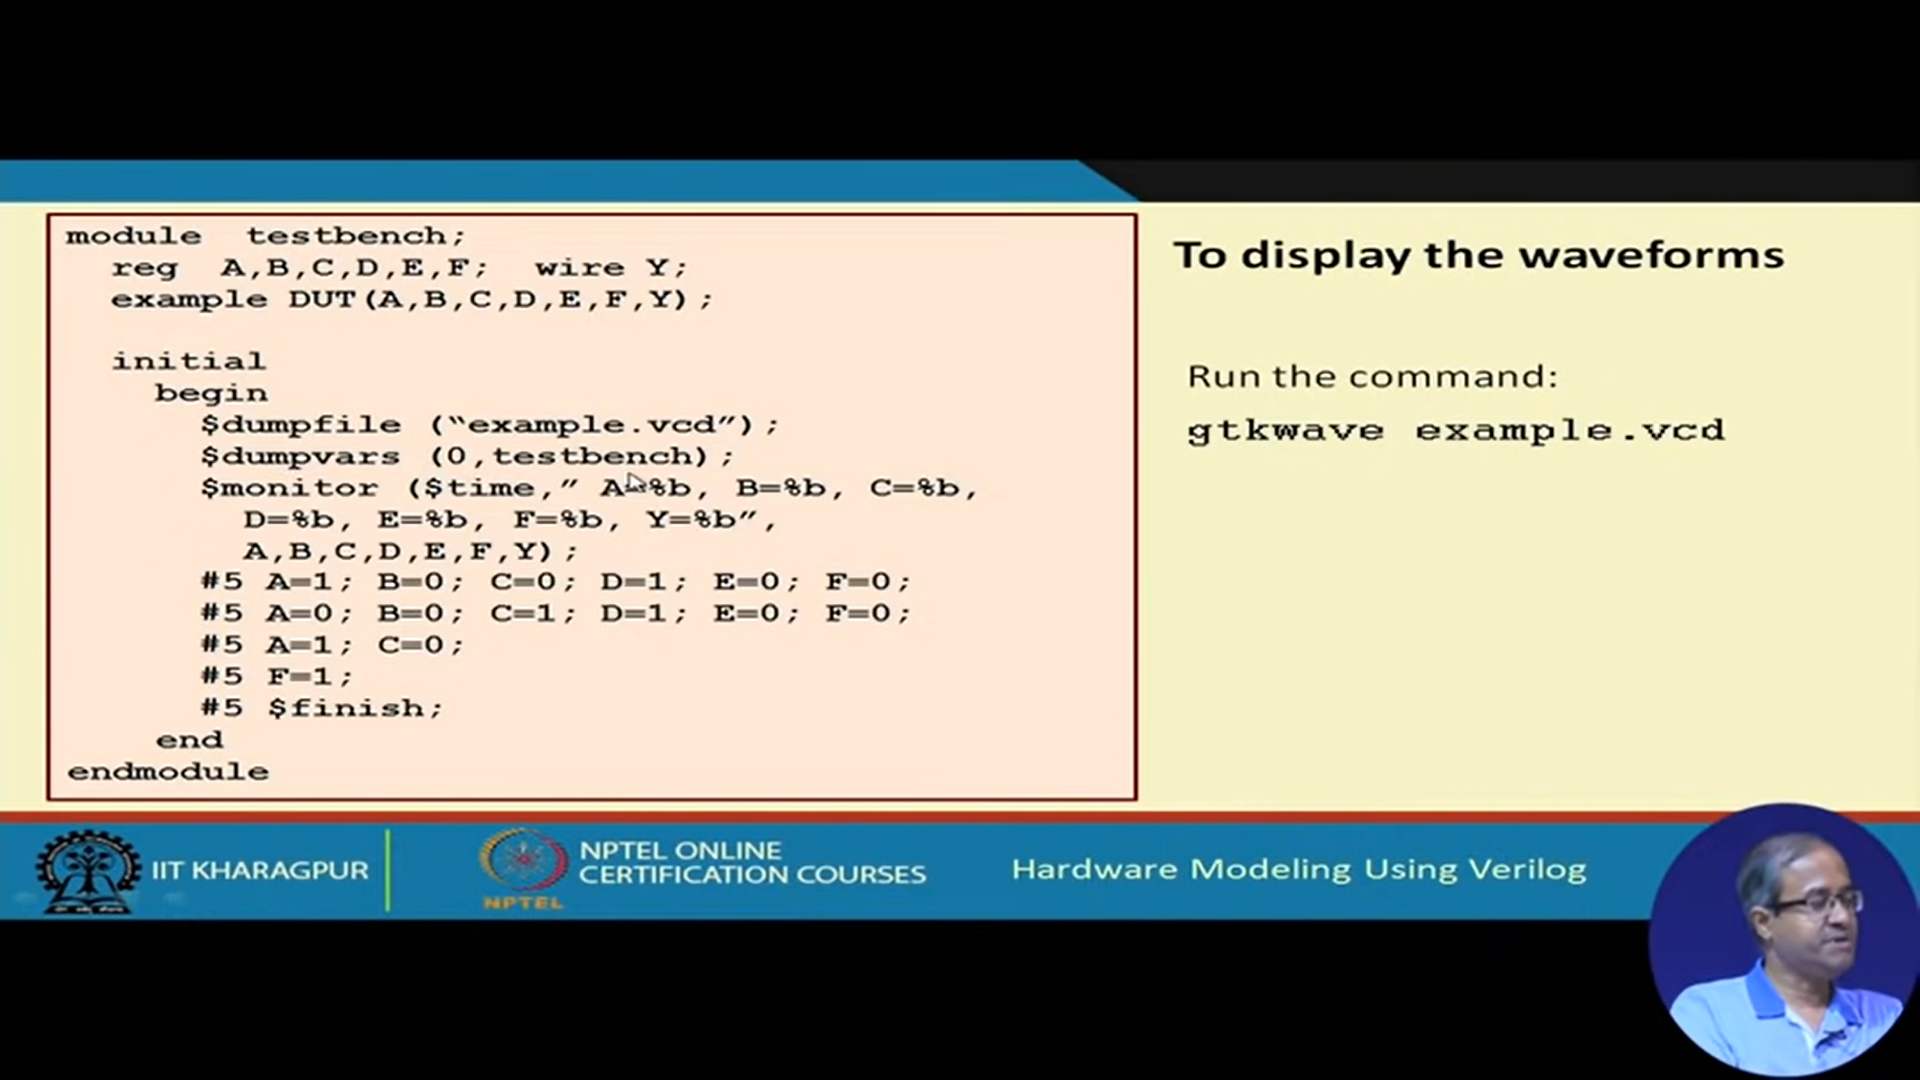 module  testbench;
reg  A,B,C,D,E,F;  wire Y;
example DUT(A,B,C,D,E,F,Y);
initial
begin
$dumpfile (“example.vcd”);
$dumpvars (0,testbench);
$monitor ($time,” A=%b, B=%b, C=%b,
D=%b, E=%b, F=%b, Y=%b”,
A,B,C,D,E,F,Y);
#5 A=1; B=0; C=0; D=1; E=0; F=0;
#5 A=0; B=0; C=1; D=1; E=0; F=0;
#5 A=1; C=0;
#5 F=1;
#5 $finish;
end
endmodule
To display the waveforms
Run the command:
gtkwave example.vcd
IIT KHARAGPUR
NPTEL
NPTEL ONLINE
CERTIFICATION COURSES
Hardware Modeling Using Verilog